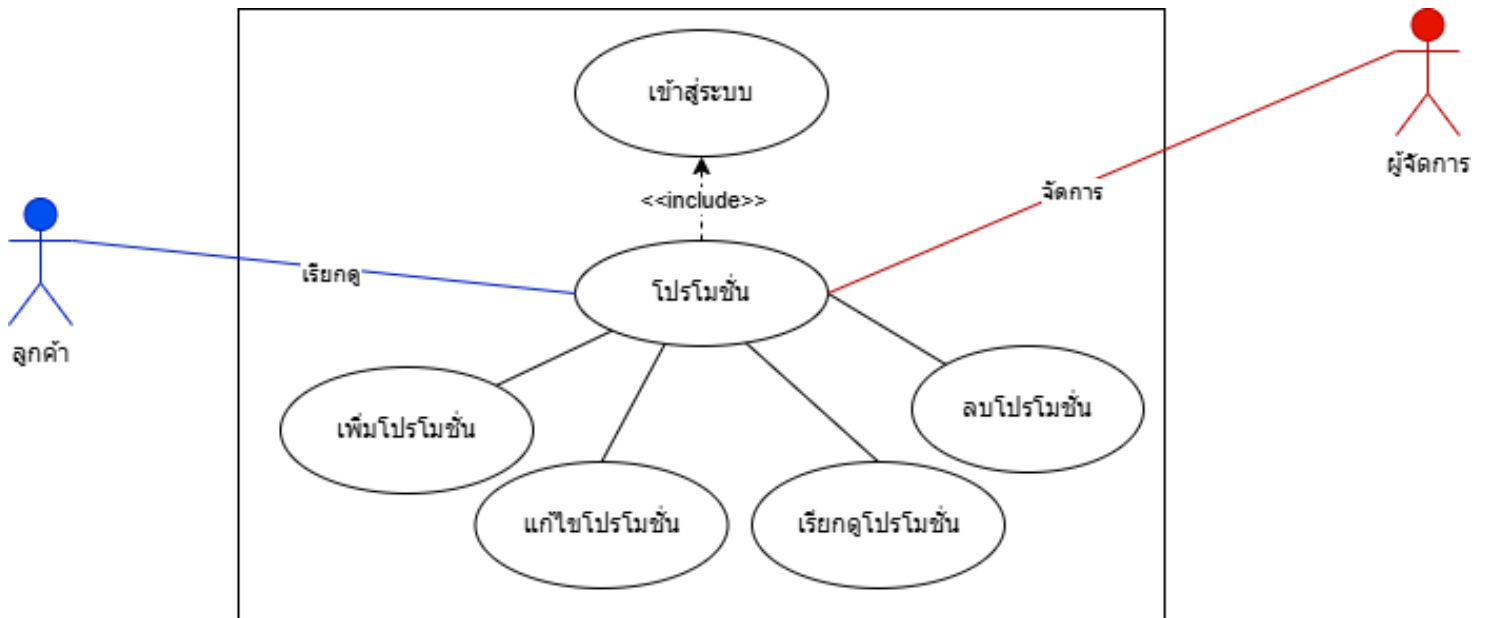 เข้าสู่ระบบ
ผู้จัดการ
<<include>>
จัดการ
เรียกดู
โปรโมชั่น
ลูกค้า
เพิ่มโปรโมชั่น
ลบโปรโมชั่น
แก้ไขโปรโมชั่น
เรียกดูโปรโมชั่น